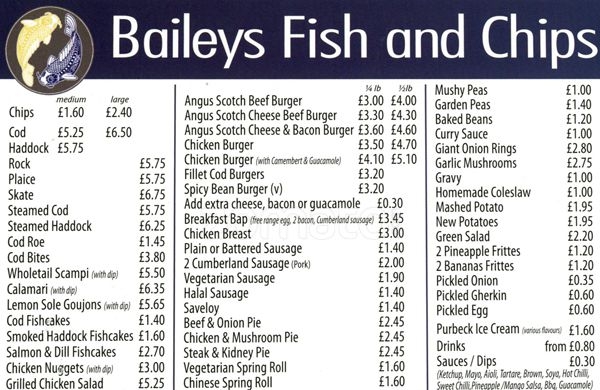 Baileys Fish and Chips
medium large
Chips £1.60 £2.40
Cod £5.25 £6.50
Haddock £5.75
Rock £5.75
Plaice £5.75
Skate £6.75
Steamed Cod £5.75
Steamed Haddock £6.25
Cod Roe £1.45
Cod Bites £3.80
Wholetail Scampi (with dip) £5.50
Calamari (with dip) £6.35
Lemon Sole Goujons (with dip) £5.65
Cod Fishcakes £1.40
Smoked Haddock Fishcakes £1.60
Salmon & Dill Fishcakes £2.70
Chicken Nuggets (with dip) £3.00
Grilled Chicken Salad £5.25
¼ lb ½lb
Angus Scotch Beef Burger £3.00 £4.00
Angus Scotch Cheese Beef Burger £3.30 £4.30
Angus Scotch Cheese & Bacon Burger £3.60 £4.60
Chicken Burger £3.50 £4.70
Chicken Burger (with Camembert & Guacamole) £4.10 £5.10
Fillet Cod Burgers £3.20
Spicy Bean Burger (v) £3.20
Add extra cheese, bacon or guacamole £0.30
Breakfast Bap (free range egg, 2 bacon, Cumberland sausage) £3.45
Chicken Breast £3.00
Plain or Battered Sausage £1.40
2 Cumberland Sausage (Pork) £2.00
Vegetarian Sausage £1.90
Halal Sausage £1.40
Saveloy £1.40
Beef & Onion Pie £2.45
Chicken & Mushroom Pie £2.45
Steak & Kidney Pie £2.45
Vegetarian Spring Roll £1.60
Chinese Spring Roll £1.60
Mushy Peas £1.00
Garden Peas £1.40
Baked Beans £1.20
Curry Sauce £1.00
Giant Onion Rings £2.80
Garlic Mushrooms £2.75
Gravy £1.00
Homemade Coleslaw £1.00
Mashed Potato £1.95
New Potatoes £1.95
Green Salad £2.20
2 Pineapple Frittes £1.20
2 Bananas Frittes £1.20
Pickled Onion £0.35
Pickled Gherkin £0.60
Pickled Egg £0.60
Purbeck Ice Cream (various flavours) £1.60
Drinks from £0.80
Sauces / Dips £0.30
(Ketchup, Mayo, Aioli, Tartare, Brown, Soya, Hot Chilli,
Sweet Chilli, Pineapple / Mango Salsa, Bbq, Guacamole)